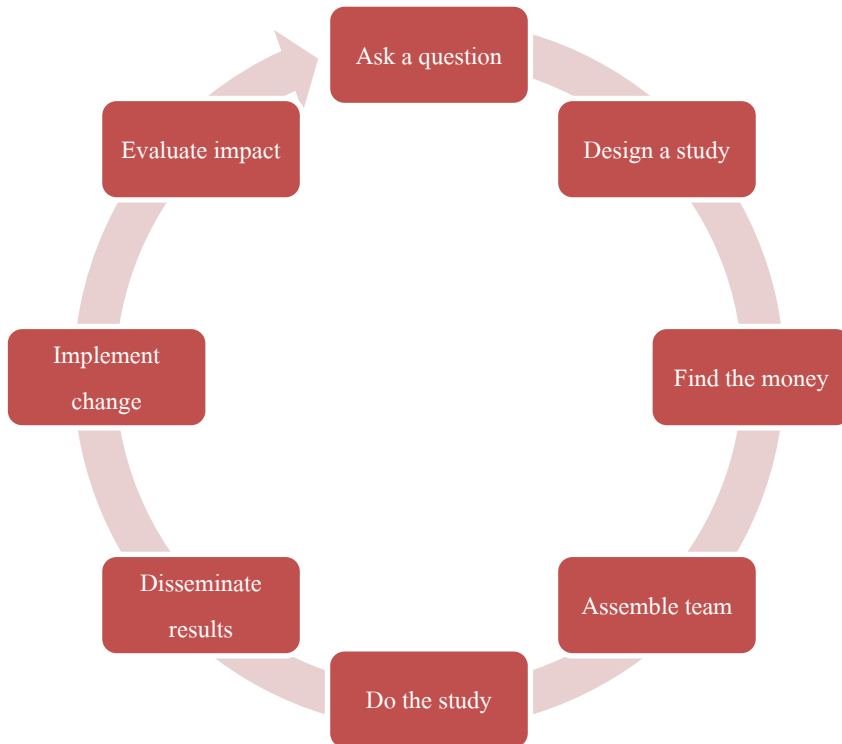 Ask a question
Design a study
Find the money
Assemble team
Do the study
Disseminate
results
Implement
change
Evaluate impact